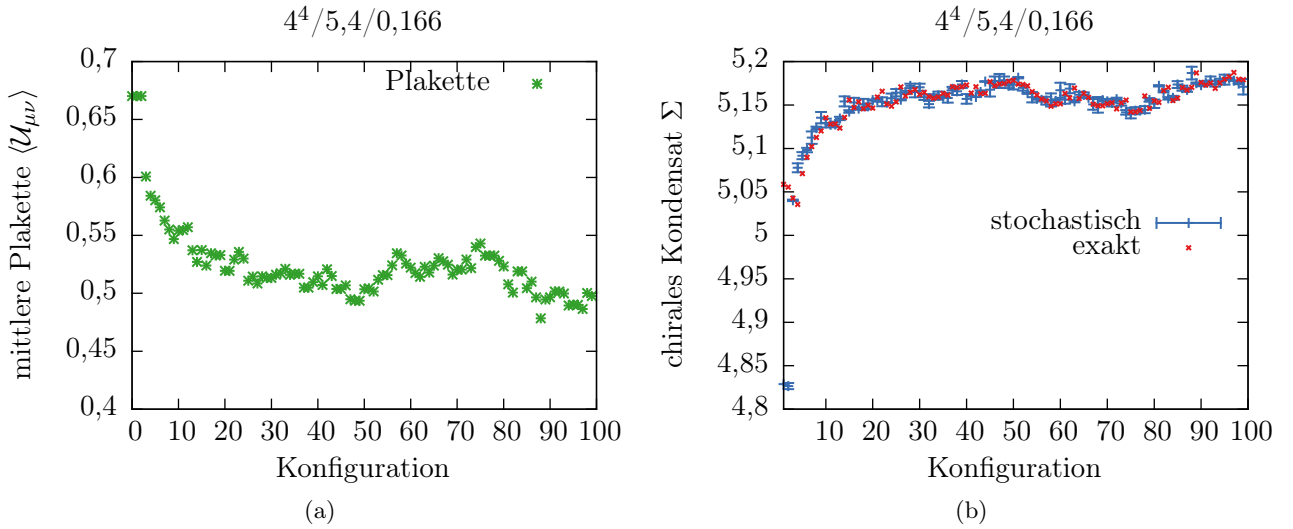 4⁴/5,4/0,166
mittlere Plakette ⟨𝒰μν⟩
0,7
0,65
0,6
0,55
0,5
0,45
0,4
Plakette
0 10 20 30 40 50 60 70 80 90 100
Konfiguration
(a)
4⁴/5,4/0,166
chirales Kondensat Σ
5,2
5,15
5,1
5,05
5
4,95
4,9
4,85
4,8
stochastisch
exakt
10 20 30 40 50 60 70 80 90 100
Konfiguration
(b)